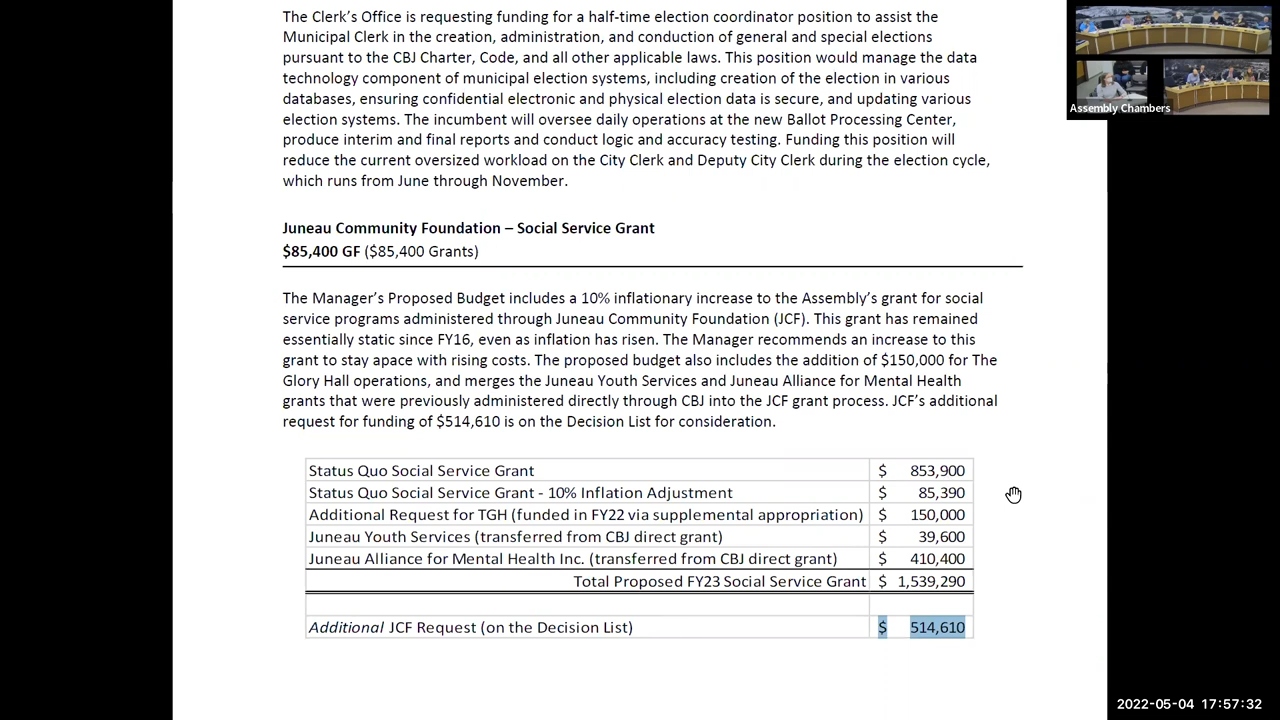 The Clerk's Office is requesting funding for a half-time election coordinator position to assist the
Municipal Clerk in the creation, administration, and conduction of general and special elections
pursuant to the CBJ Charter, Code, and all other applicable laws. This position would manage the data
technology component of municipal election systems, including creation of the election in various
databases, ensuring confidential electronic and physical election data is secure, and updating various
election systems. The incumbent will oversee daily operations at the new Ballot Processing Center,
produce interim and final reports and conduct logic and accuracy testing. Funding this position will
reduce the current oversized workload on the City Clerk and Deputy City Clerk during the election cycle,
which runs from June through November.
Juneau Community Foundation – Social Service Grant
$85,400 GF ($85,400 Grants)
The Manager's Proposed Budget includes a 10% inflationary increase to the Assembly's grant for social
service programs administered through Juneau Community Foundation (JCF). This grant has remained
essentially static since FY16, even as inflation has risen. The Manager recommends an increase to this
grant to stay apace with rising costs. The proposed budget also includes the addition of $150,000 for The
Glory Hall operations, and merges the Juneau Youth Services and Juneau Alliance for Mental Health
grants that were previously administered directly through CBJ into the JCF grant process. JCF's additional
request for funding of $514,610 is on the Decision List for consideration.
Status Quo Social Service Grant $ 853,900
Status Quo Social Service Grant - 10% Inflation Adjustment $ 85,390
Additional Request for TGH (funded in FY22 via supplemental appropriation) $ 150,000
Juneau Youth Services (transferred from CBJ direct grant) $ 39,600
Juneau Alliance for Mental Health Inc. (transferred from CBJ direct grant) $ 410,400
Total Proposed FY23 Social Service Grant $ 1,539,290
Additional JCF Request (on the Decision List) $ 514,610
Assembly Chambers
2022-05-04 17:57:32